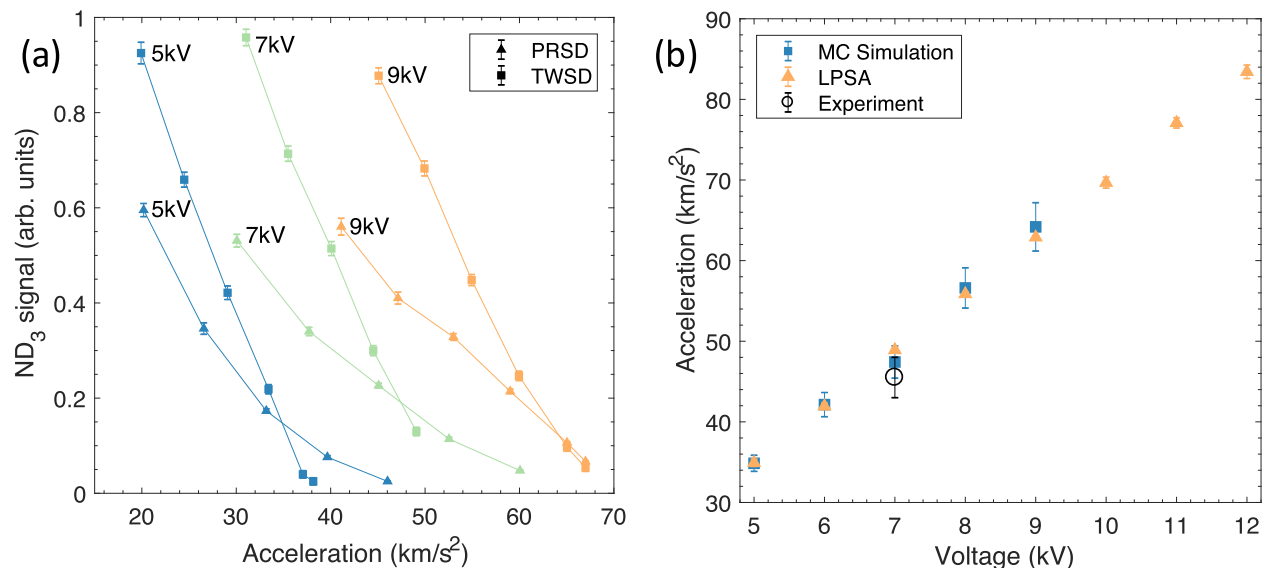 (a)
1
0.8
0.6
0.4
0.2
0
ND3 signal (arb. units)
5kV
7kV
9kV
5kV
7kV
9kV
PRSD
TWSD
20 30 40 50 60 70
Acceleration (km/s²)
(b)
90
80
70
60
50
40
30
Acceleration (km/s²)
MC Simulation
LPSA
Experiment
5 6 7 8 9 10 11 12
Voltage (kV)